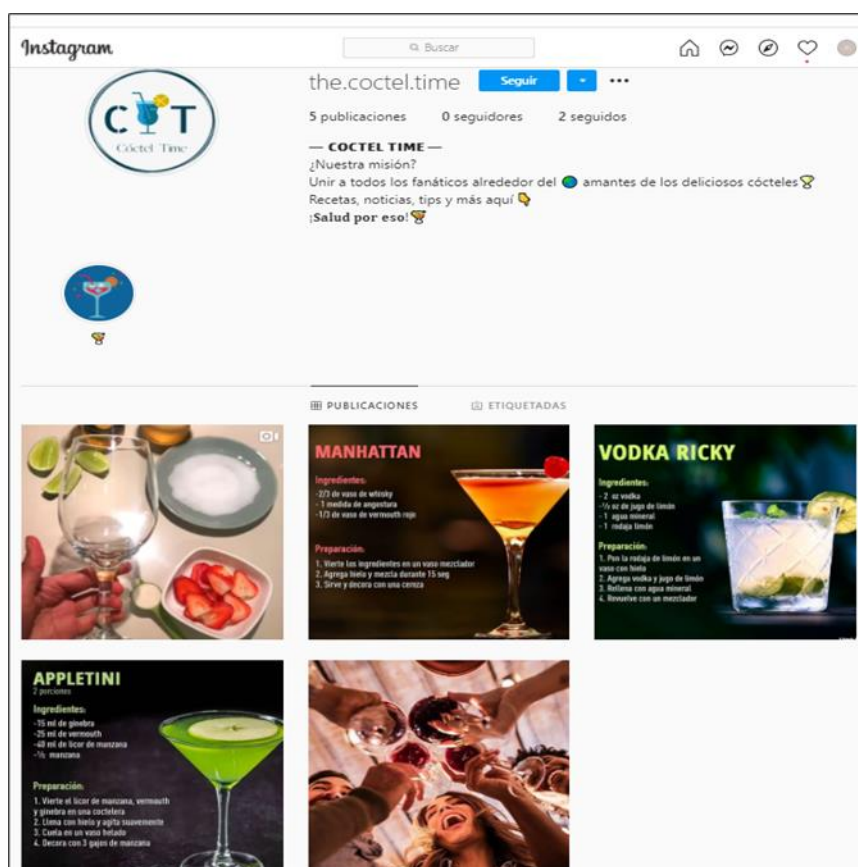 Instagram
Buscar
the.coctel.time Seguir
5 publicaciones 0 seguidores 2 seguidos
— COCTEL TIME —
¿Nuestra misión?
Unir a todos los fanáticos alrededor del 🌎 amantes de los deliciosos cócteles🍹
Recetas, noticias, tips y más aquí 👇
¡Salud por eso!🍹
C T
Cóctel Time
PUBLICACIONES ETIQUETADAS
MANHATTAN
Ingredientes:
-2/3 de vaso de whisky
- 1 medida de angostura
-1/3 de vaso de vermouth rojo
Preparación:
1. Vierte los ingredientes en un vaso mezclador
2. Agrega hielo y mezcla durante 15 seg
3. Sirve y decora con una cereza
VODKA RICKY
Ingredientes:
- 2 oz vodka
-½ oz de jugo de limón
- 1 agua mineral
- 1 rodaja limón
Preparación:
1. Pon la rodaja de limón en un
vaso con hielo
2. Agrega vodka y jugo de limón
3. Rellena con agua mineral
4. Revuelve con un mezclador
APPLETINI
2 porciones
Ingredientes:
-15 ml de ginebra
-25 ml de vermouth
-40 ml de licor de manzana
-½ manzana
Preparación:
1. Vierte el licor de manzana, vermouth
y ginebra en una coctelera
2. Llena con hielo y agita suavemente
3. Cuela en un vaso helado
4. Decora con 3 gajos de manzana